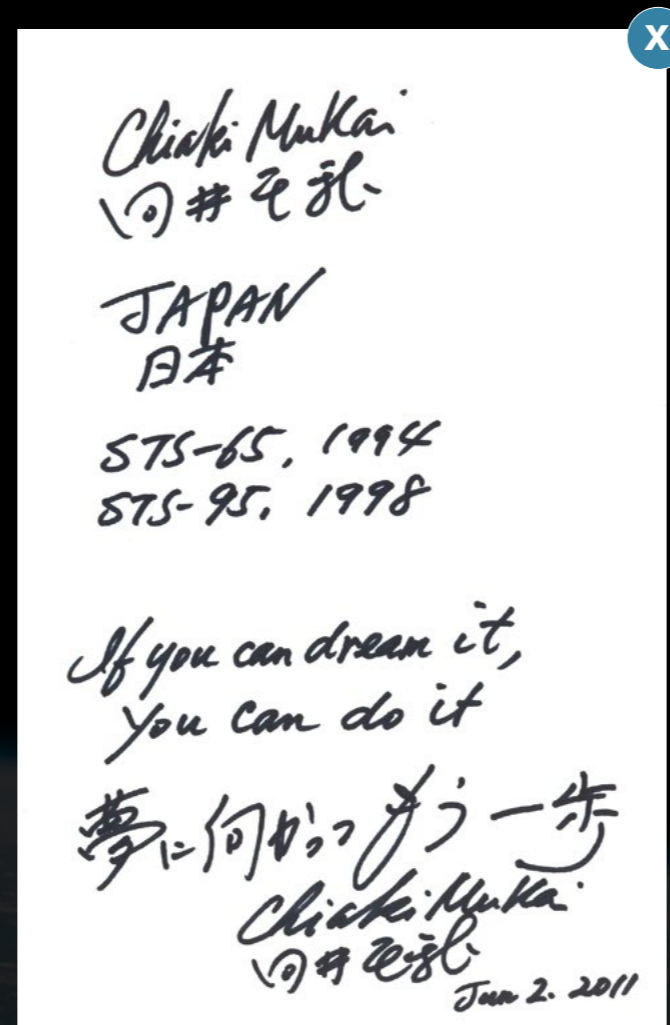 X
Chiaki Mukai
向井千秋
JAPAN
日本
STS-65, 1994
STS-95, 1998
If you can dream it,
you can do it
夢に向かってもう一歩
Chiaki Mukai
向井千秋
Jun 2. 2011